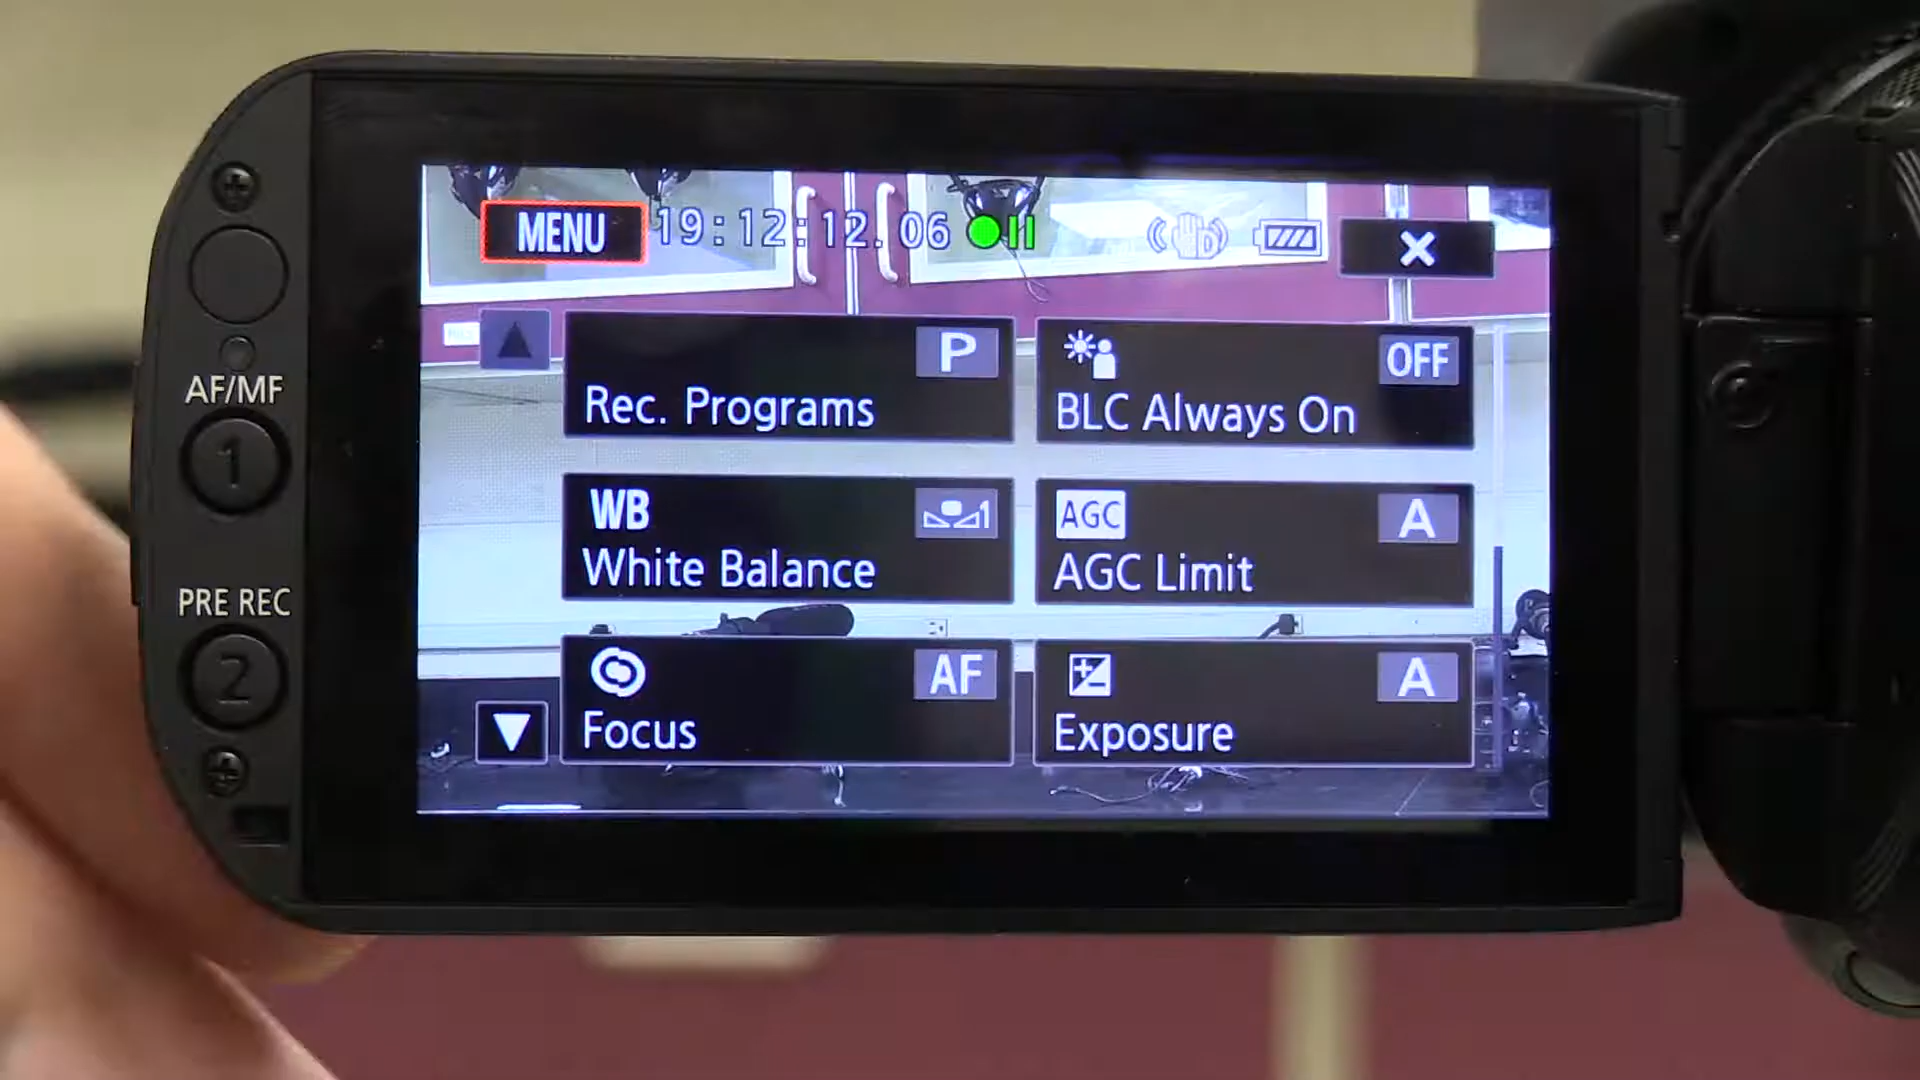 MENU 19:12:12.06
P
Rec. Programs
OFF
BLC Always On
WB 1
White Balance
AGC A
AGC Limit
AF
Focus
A
Exposure
AF/MF
1
PRE REC
2